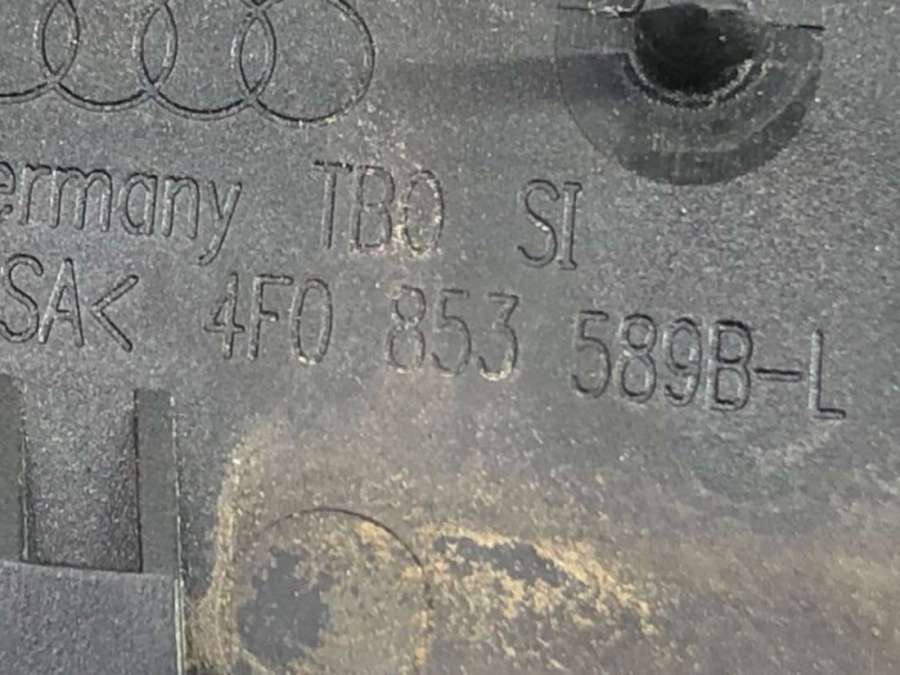 ermany TBO SI
SA< 4F0 853 589B-L